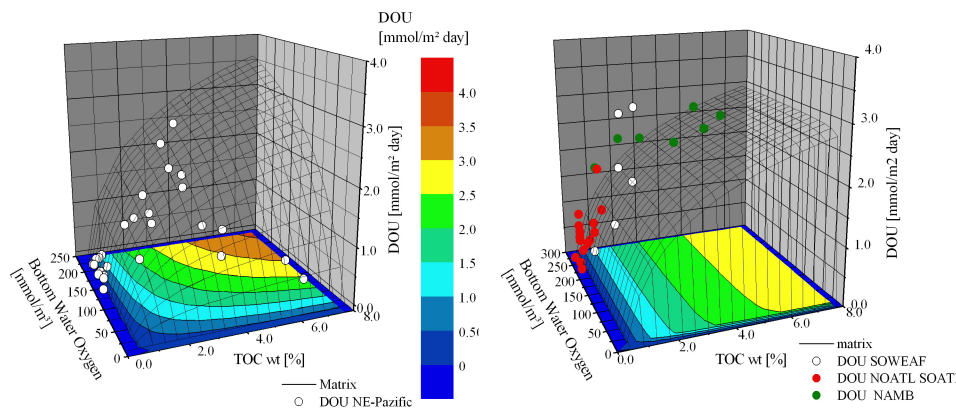 DOU
[mmol/m² day]
4.0
3.0
2.0
1.0
0.0
DOU [mmol/m² day]
250
200
150
100
50
0
Bottom Water Oxygen
[mmol/m³]
0.0
2.0
4.0
6.0
8.0
TOC wt [%]
Matrix
DOU NE-Pazific
4.0
3.5
3.0
2.5
2.0
1.5
1.0
0.50
0
4.0
3.0
2.0
1.0
0.0
DOU [mmol/m2 day]
300
250
200
150
100
50
0
Bottom Water Oxygen
[mmol/m³]
0.0
2.0
4.0
6.0
8.0
TOC wt [%]
matrix
DOU SOWEAF
DOU NOATL SOAT
DOU NAMB